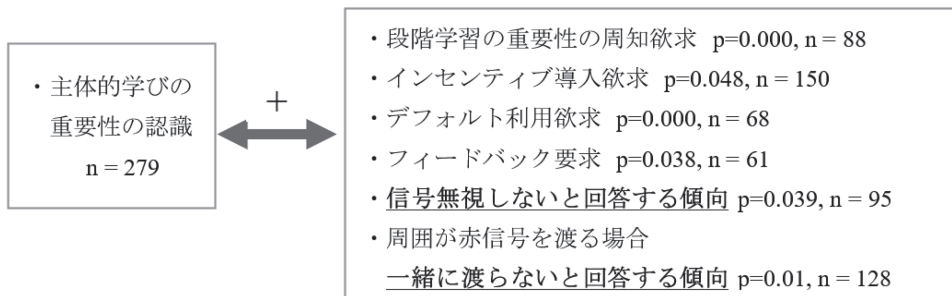 ・主体的学びの
重要性の認識
n = 279
+
・段階学習の重要性の周知欲求 p=0.000, n = 88
・インセンティブ導入欲求 p=0.048, n = 150
・デフォルト利用欲求 p=0.000, n = 68
・フィードバック要求 p=0.038, n = 61
・信号無視しないと回答する傾向 p=0.039, n = 95
・周囲が赤信号を渡る場合
一緒に渡らないと回答する傾向 p=0.01, n = 128